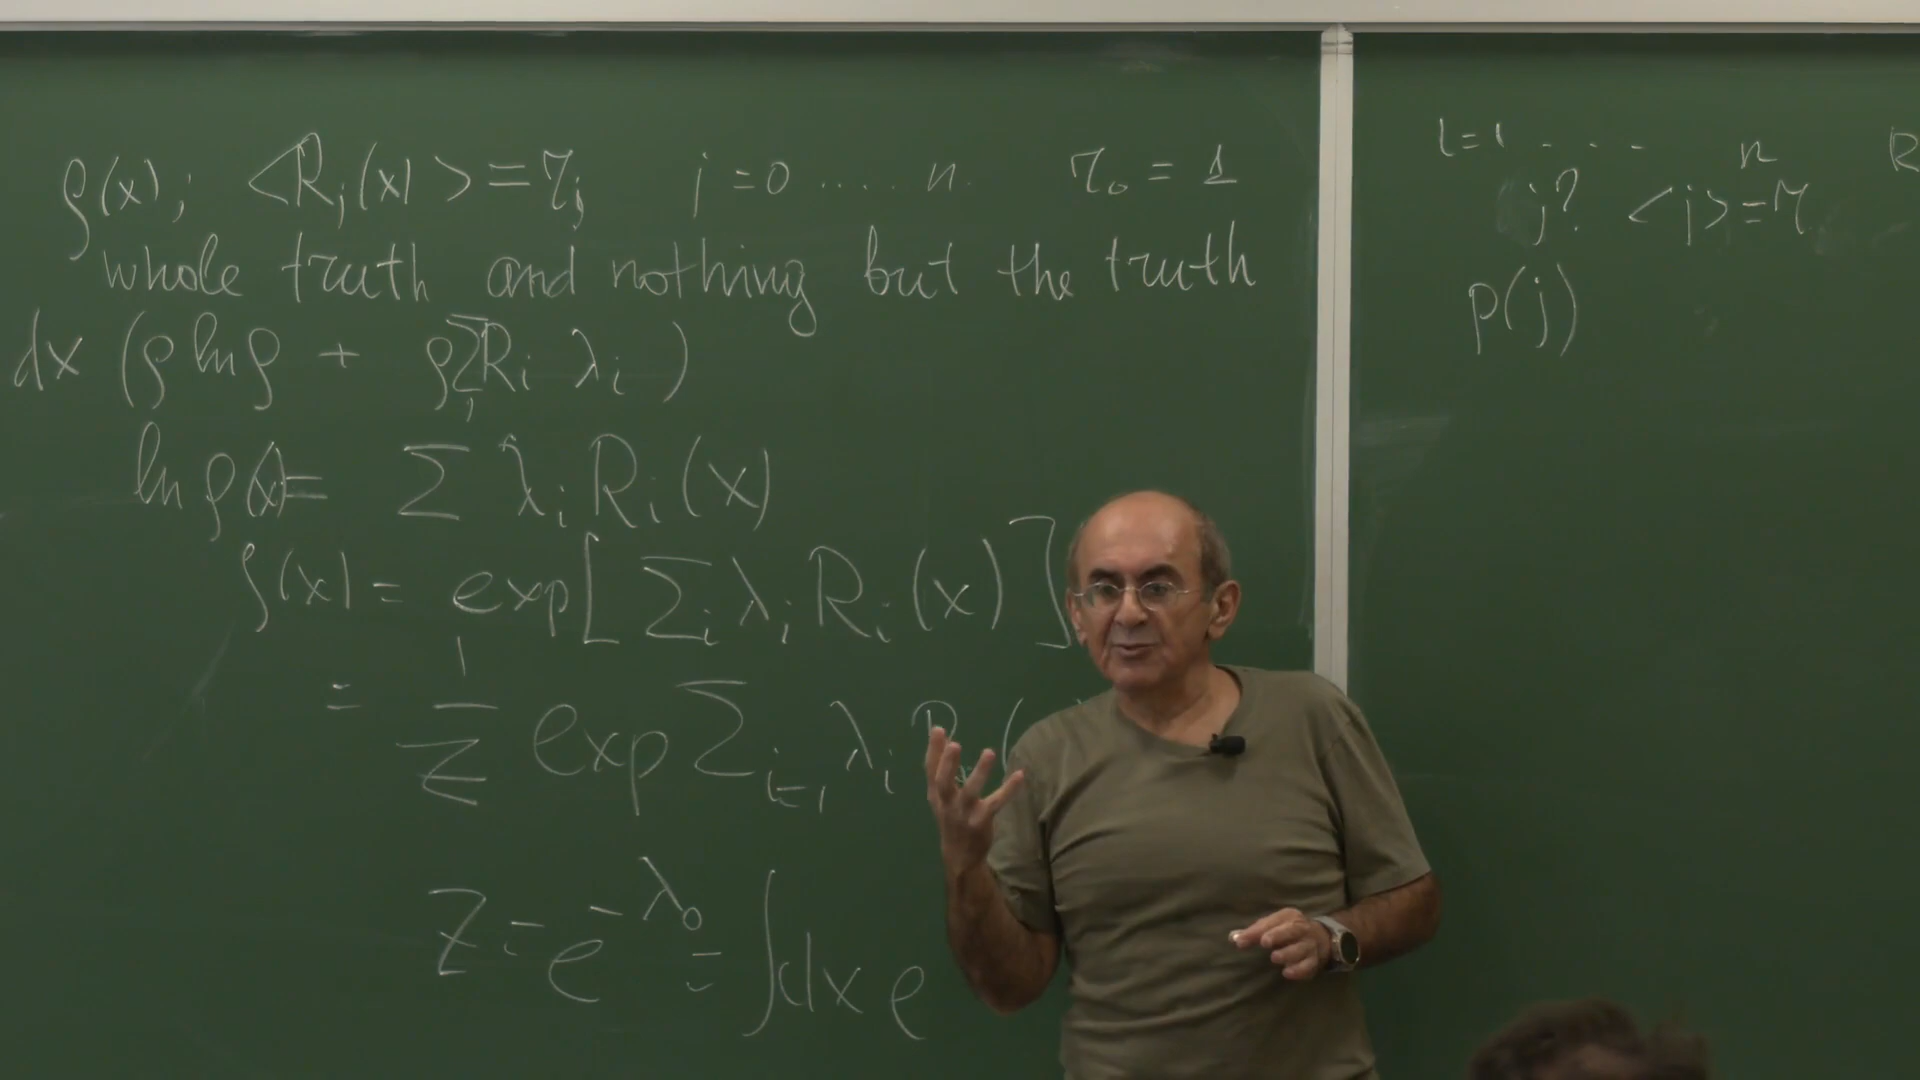 ρ(x); <R_j(x)> = r_j j = 0 .... n. r_0 = 1
whole truth and nothing but the truth
dx (ρ ln ρ + ρ Σ_i R_i λ_i)
ln ρ(x) = Σ λ_i R_i (x)
ρ(x) = exp[Σ_i λ_i R_i (x)]
= 1/Z exp Σ_{i=1} λ_i R_i (
Z = e^{-λ_0} = ∫dx e
i = 1 .... n R
j? <j> = r
p(j)